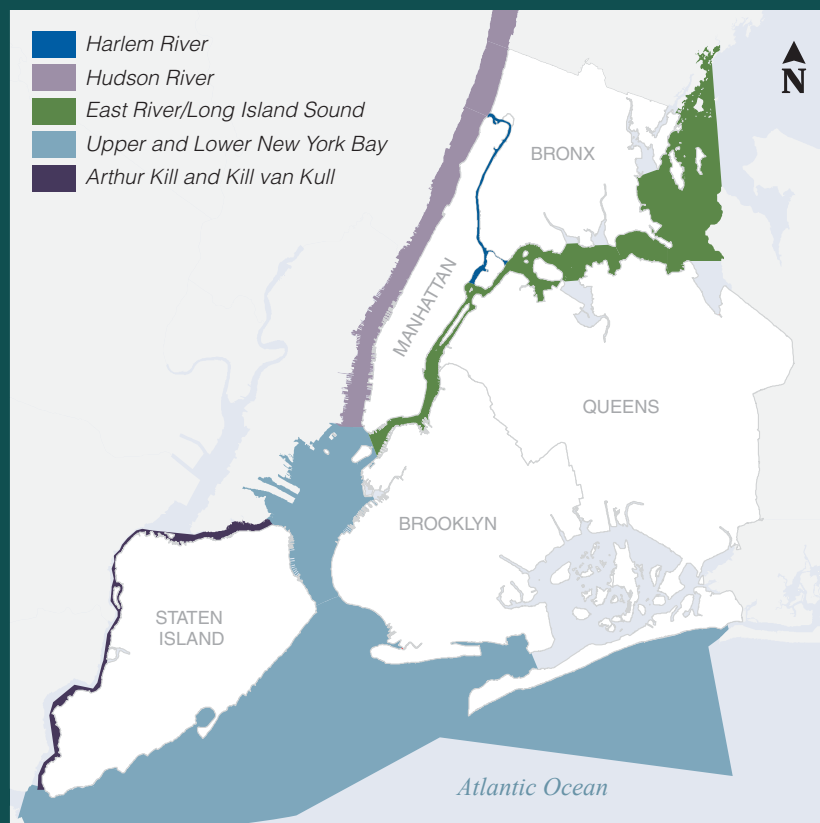 Harlem River
Hudson River
East River/Long Island Sound
Upper and Lower New York Bay
Arthur Kill and Kill van Kull
N
BRONX
MANHATTAN
QUEENS
BROOKLYN
STATEN
ISLAND
Atlantic Ocean